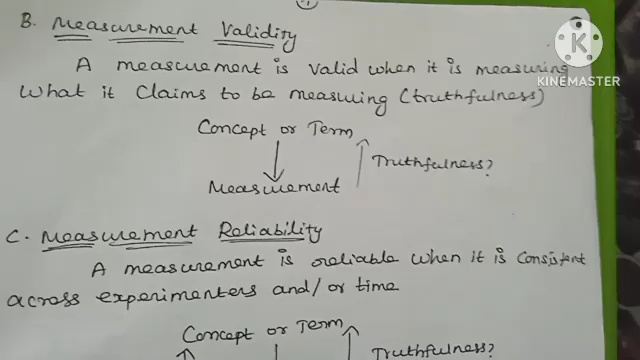 B. Measurement Validity
A measurement is valid when it is measuring
what it claims to be measuring (truthfulness)
Concept or Term
Truthfulness?
Measurement
C. Measurement Reliability
A measurement is reliable when it is consistent
across experimenters and/or time
Concept or Term
Truthfulness?
K
KINEMASTER